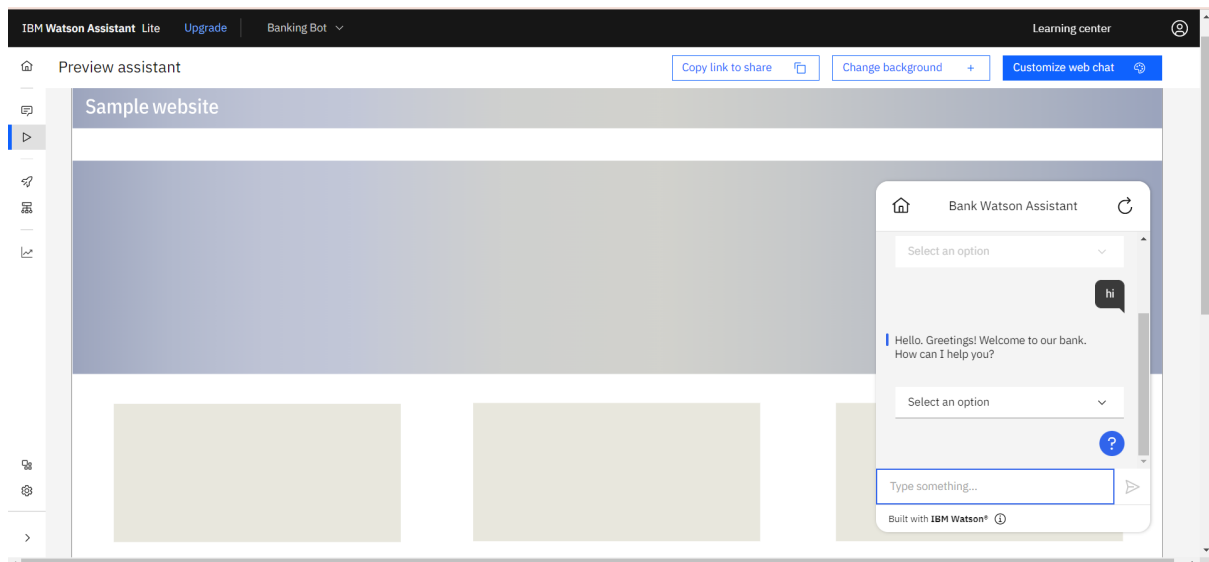 IBM Watson Assistant Lite Upgrade Banking Bot Learning center
Preview assistant Copy link to share Change background + Customize web chat
Sample website
Bank Watson Assistant
Select an option
hi
Hello. Greetings! Welcome to our bank.
How can I help you?
Select an option
?
Type something...
Built with IBM Watson®